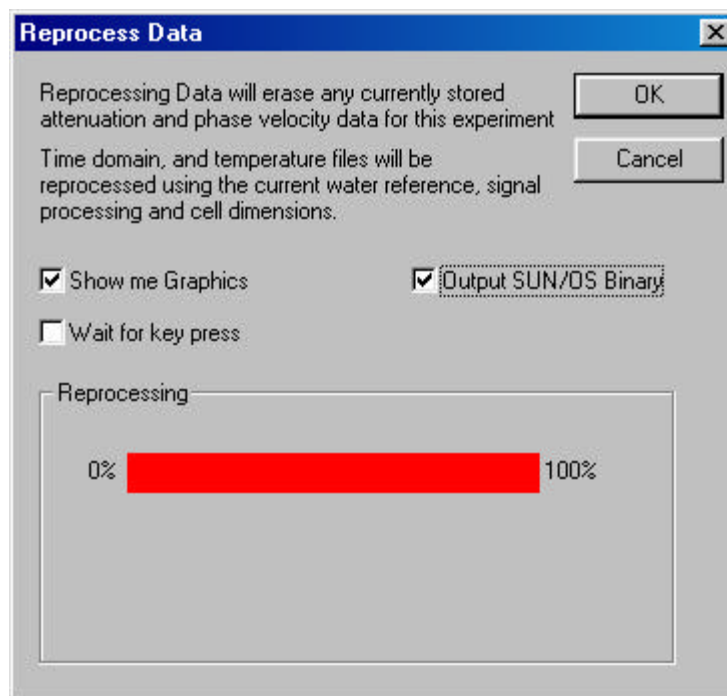 Reprocess Data
Reprocessing Data will erase any currently stored
attenuation and phase velocity data for this experiment
OK
Time domain, and temperature files will be
reprocessed using the current water reference, signal
processing and cell dimensions.
Cancel
Show me Graphics
Output SUN/OS Binary
Wait for key press
Reprocessing
0%
100%